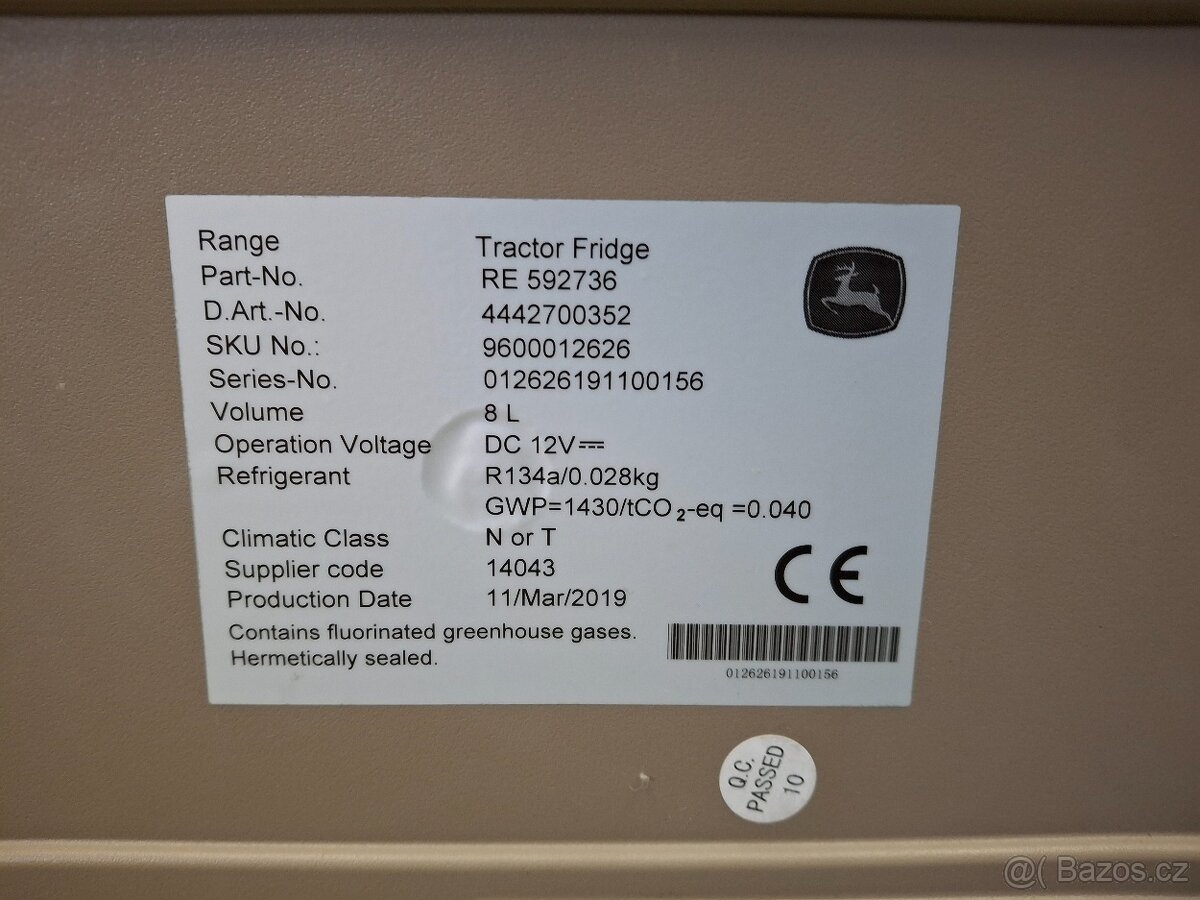 Range Tractor Fridge
Part-No. RE 592736
D.Art.-No. 4442700352
SKU No.: 9600012626
Series-No. 012626191100156
Volume 8 L
Operation Voltage DC 12V⎓
Refrigerant R134a/0.028kg
GWP=1430/tCO₂-eq =0.040
Climatic Class N or T
Supplier code 14043
Production Date 11/Mar/2019
Contains fluorinated greenhouse gases.
Hermetically sealed.
CE
012626191100156
Q.C.
PASSED
10
@( Bazos.cz